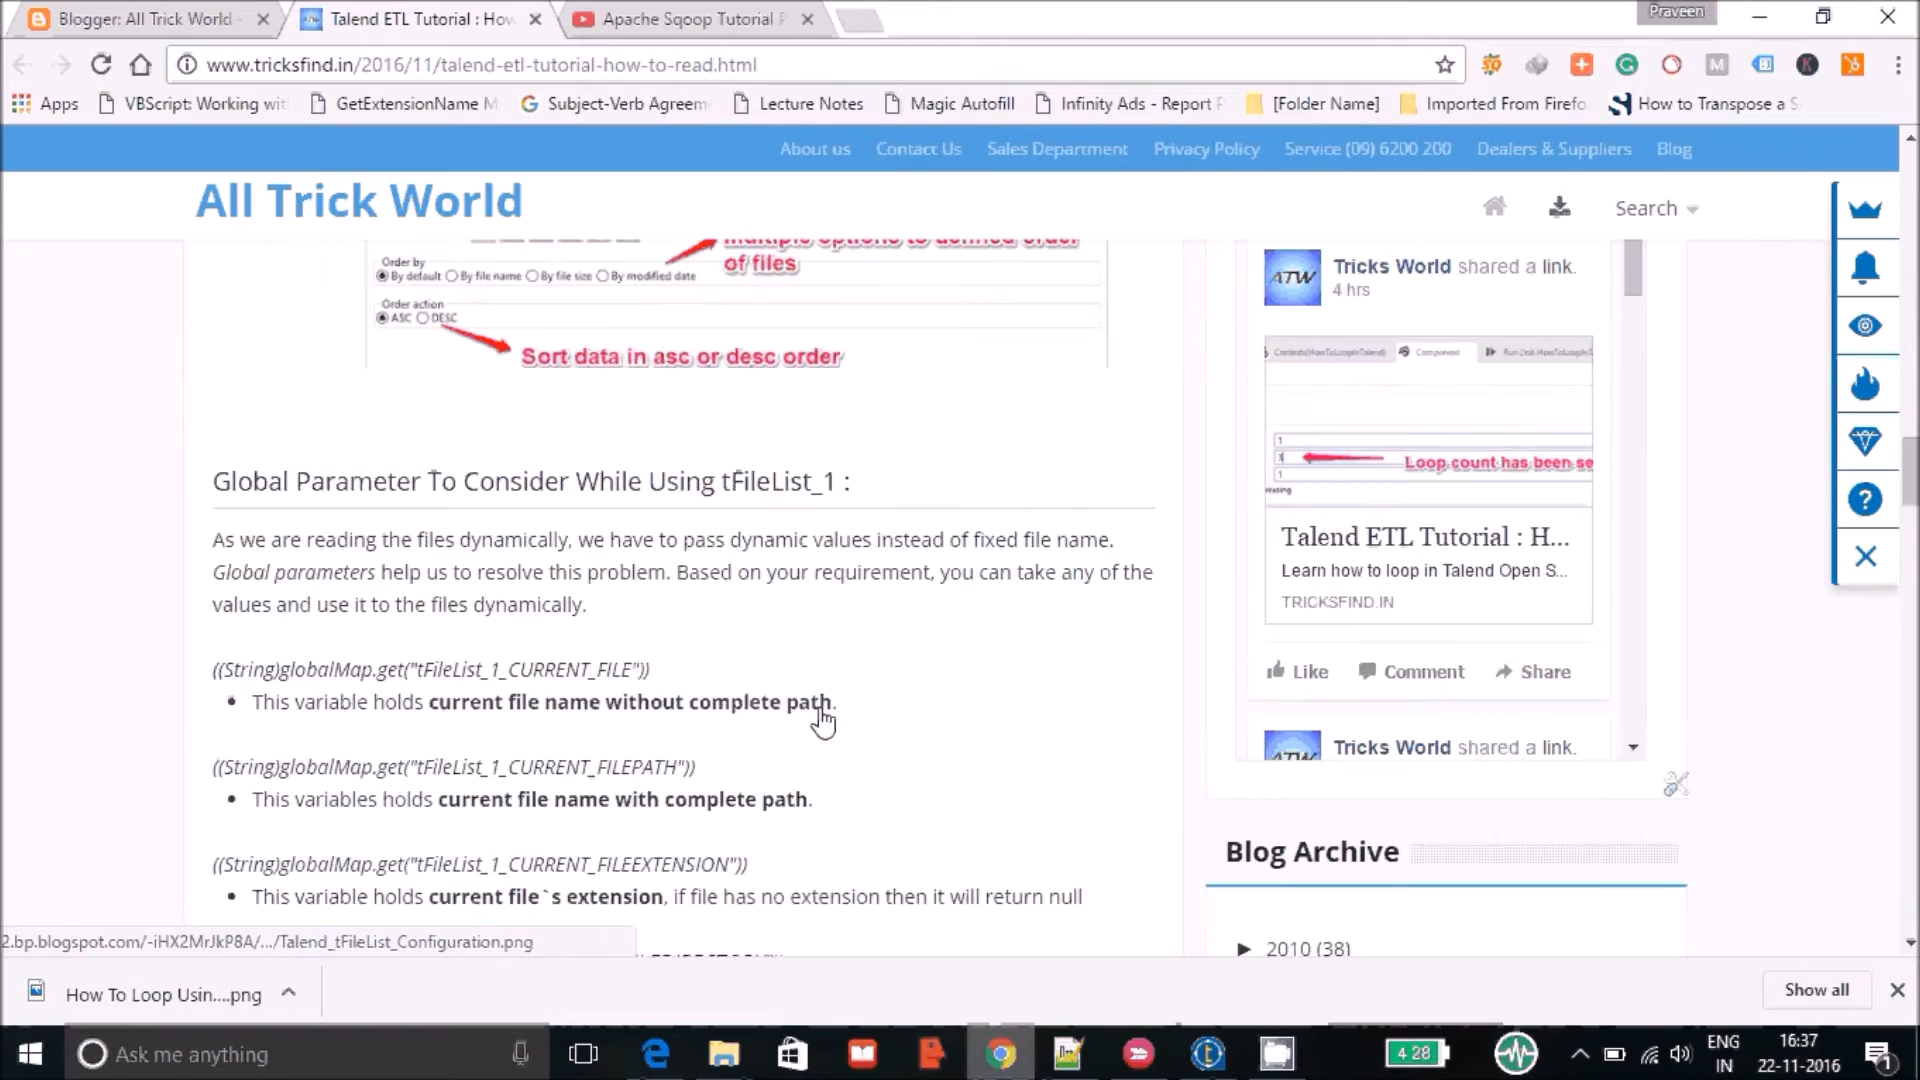 Blogger: All Trick World -
Talend ETL Tutorial : How
Apache Sqoop Tutorial P
Praveen
www.tricksfind.in/2016/11/talend-etl-tutorial-how-to-read.html
Apps
VBScript: Working wit
GetExtensionName M
Subject-Verb Agreem
Lecture Notes
Magic Autofill
Infinity Ads - Report P
[Folder Name]
Imported From Firefo
How to Transpose a S
About us
Contact Us
Sales Department
Privacy Policy
Service (09) 6200 200
Dealers & Suppliers
Blog
All Trick World
Search
Multiple options to defined order
of files
Order by
By default By file name By file size By modified date
Order action
ASC DESC
Sort data in asc or desc order
Global Parameter To Consider While Using tFileList_1 :
As we are reading the files dynamically, we have to pass dynamic values instead of fixed file name.
Global parameters help us to resolve this problem. Based on your requirement, you can take any of the
values and use it to the files dynamically.
((String)globalMap.get("tFileList_1_CURRENT_FILE"))
• This variable holds current file name without complete path.
((String)globalMap.get("tFileList_1_CURRENT_FILEPATH"))
• This variables holds current file name with complete path.
((String)globalMap.get("tFileList_1_CURRENT_FILEEXTENSION"))
• This variable holds current file`s extension, if file has no extension then it will return null
ATW
Tricks World shared a link.
4 hrs
Component
Loop count has been se
Talend ETL Tutorial : H...
Learn how to loop in Talend Open S...
TRICKSFIND.IN
Like
Comment
Share
Tricks World shared a link.
Blog Archive
► 2010 (38)
2.bp.blogspot.com/-iHX2MrJkP8A/.../Talend_tFileList_Configuration.png
How To Loop Usin....png
Show all
Ask me anything
4:28
ENG
IN
16:37
22-11-2016
1